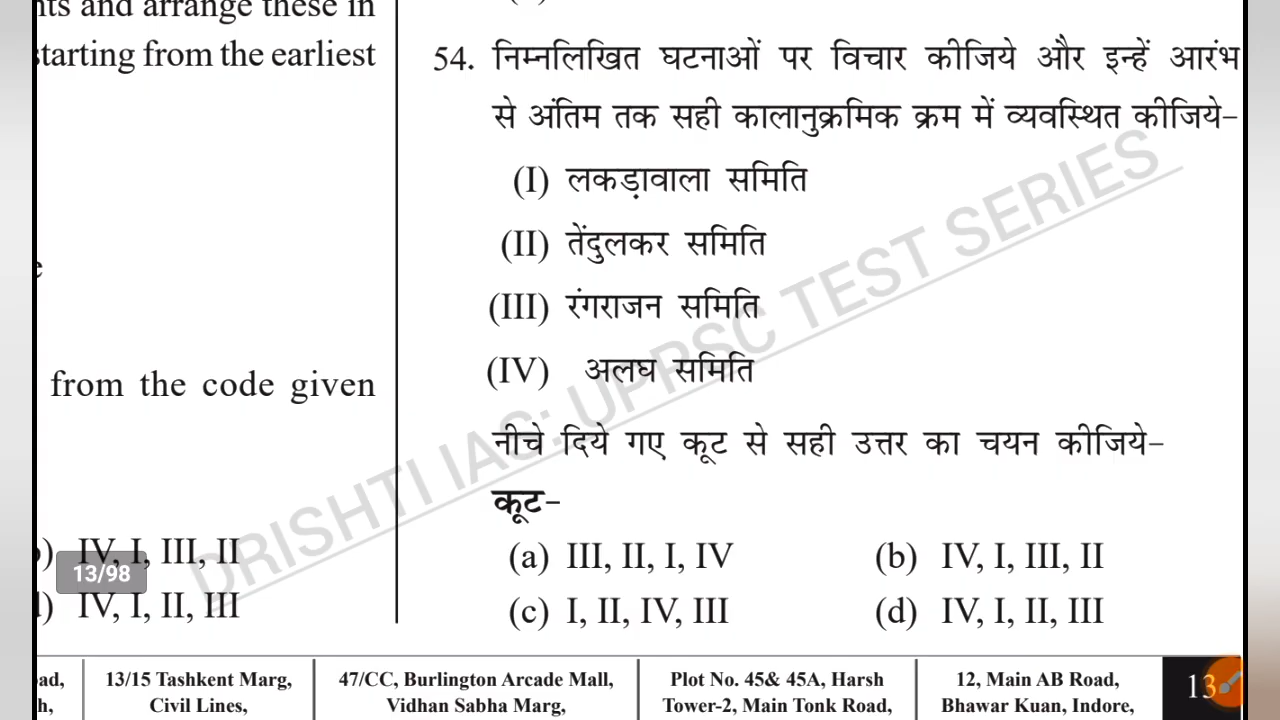 nts and arrange these in
starting from the earliest
from the code given
IV, I, III, II
13/98
IV, I, II, III
54. निम्नलिखित घटनाओं पर विचार कीजिये और इन्हें आरंभ
से अंतिम तक सही कालानुक्रमिक क्रम में व्यवस्थित कीजिये-
(I) लकड़ावाला समिति
(II) तेंदुलकर समिति
(III) रंगराजन समिति
(IV) अलघ समिति
नीचे दिये गए कूट से सही उत्तर का चयन कीजिये-
कूट-
(a) III, II, I, IV (b) IV, I, III, II
(c) I, II, IV, III (d) IV, I, II, III
DRISHTI IAS: UPPSC TEST SERIES
ad, 13/15 Tashkent Marg, 47/CC, Burlington Arcade Mall, Plot No. 45& 45A, Harsh 12, Main AB Road, 13
h, Civil Lines, Vidhan Sabha Marg, Tower-2, Main Tonk Road, Bhawar Kuan, Indore,